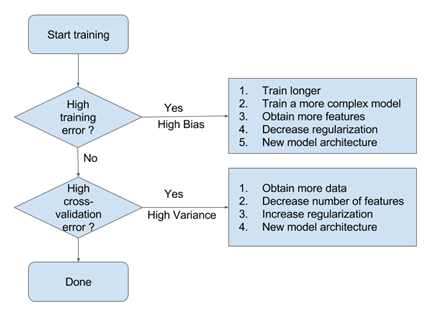 Start training
High
training
error ?
Yes
High Bias
1. Train longer
2. Train a more complex model
3. Obtain more features
4. Decrease regularization
5. New model architecture
No
High
cross-
validation
error ?
Yes
High Variance
1. Obtain more data
2. Decrease number of features
3. Increase regularization
4. New model architecture
Done